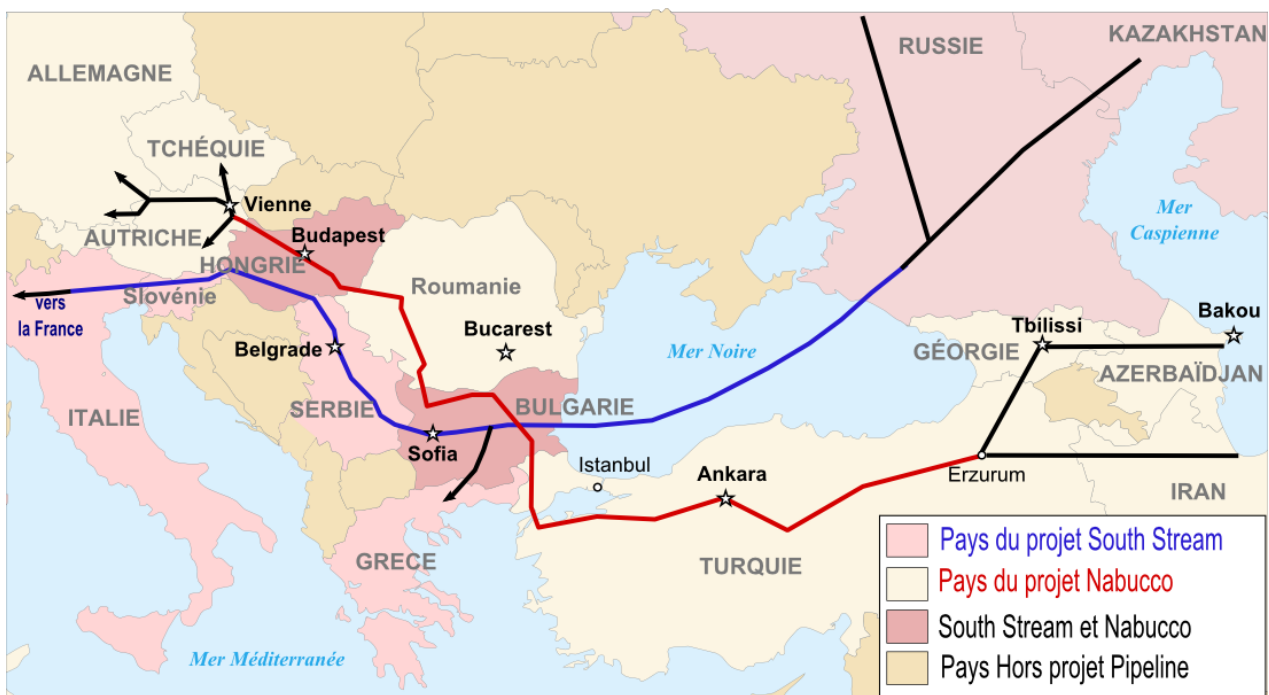 ALLEMAGNE
RUSSIE
KAZAKHSTAN
TCHÉQUIE
Vienne
AUTRICHE
Budapest
HONGRIE
Mer
Caspienne
Slovénie
Roumanie
vers
la France
Bucarest
Belgrade
Mer Noire
Bakou
Tbilissi
GÉORGIE
AZERBAÏDJAN
ITALIE
SERBIE
BULGARIE
Sofia
Istanbul
Ankara
Erzurum
IRAN
GRECE
TURQUIE
Mer Méditerranée
Pays du projet South Stream
Pays du projet Nabucco
South Stream et Nabucco
Pays Hors projet Pipeline